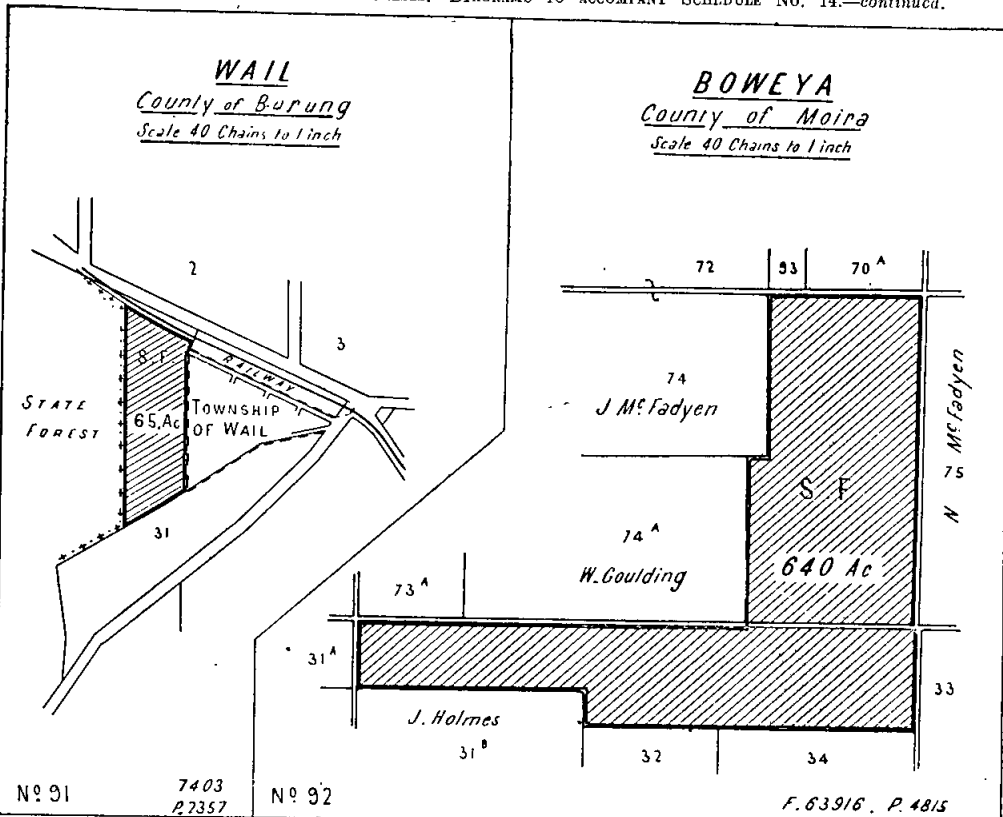 DIAGRAMS TO ACCOMPANY SCHEDULE No. 14.—continued.
WAIL
County of Borung
Scale 40 Chains to 1 inch
2
3
RAILWAY
S.F.
65 Ac
STATE
FOREST
TOWNSHIP
OF WAIL
31
Nº 91
7403
P.2357
BOWEYA
County of Moira
Scale 40 Chains to 1 inch
72
93
70 A
74
J McFadyen
N McFadyen
75
S F
640 Ac
74 A
W. Goulding
73 A
31 A
33
J. Holmes
31 B
32
34
Nº 92
F. 63916. P. 4815